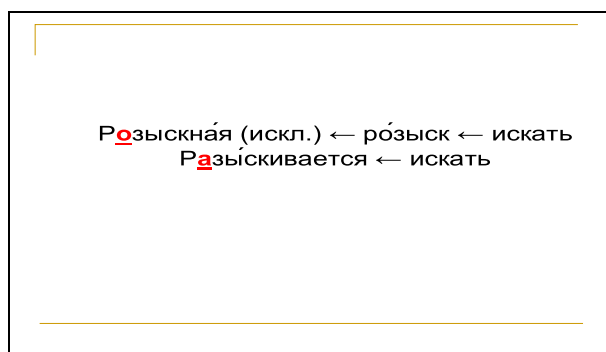 Розыскна́я (искл.) ← ро́зыск ← искать
Разы́скивается ← искать